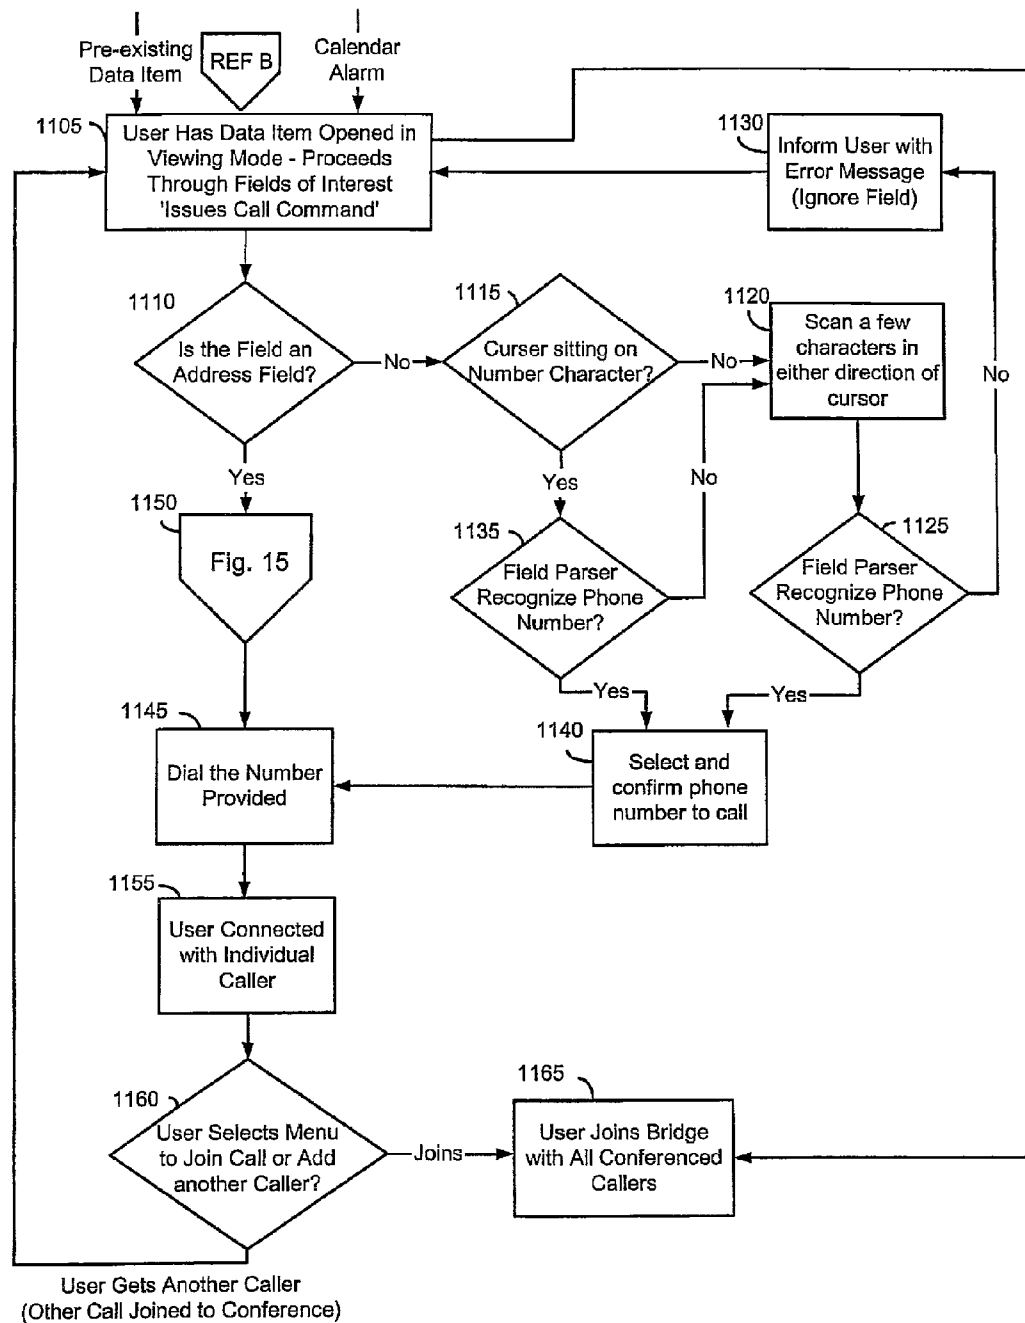 Pre-existing
Data Item
REF B
Calendar
Alarm
1105
User Has Data Item Opened in
Viewing Mode - Proceeds
Through Fields of Interest
'Issues Call Command'
1130
Inform User with
Error Message
(Ignore Field)
1110
Is the Field an
Address Field?
No
1115
Curser sitting on
Number Character?
No
1120
Scan a few
characters in
either direction of
cursor
No
Yes
Yes
No
1150
Fig. 15
1135
Field Parser
Recognize Phone
Number?
1125
Field Parser
Recognize Phone
Number?
Yes
Yes
1145
Dial the Number
Provided
1140
Select and
confirm phone
number to call
1155
User Connected
with Individual
Caller
1160
User Selects Menu
to Join Call or Add
another Caller?
Joins
1165
User Joins Bridge
with All Conferenced
Callers
User Gets Another Caller
(Other Call Joined to Conference)